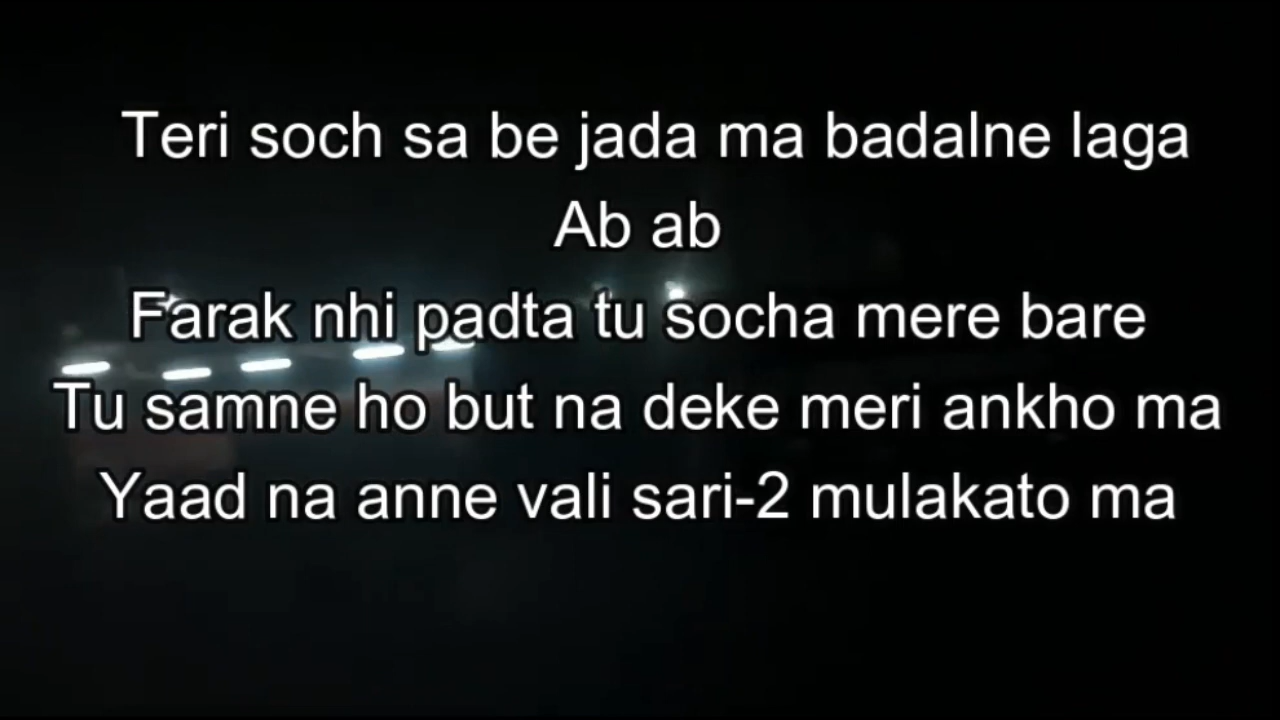 Teri soch sa be jada ma badalne laga
Ab ab
Farak nhi padta tu socha mere bare
Tu samne ho but na deke meri ankho ma
Yaad na anne vali sari-2 mulakato ma